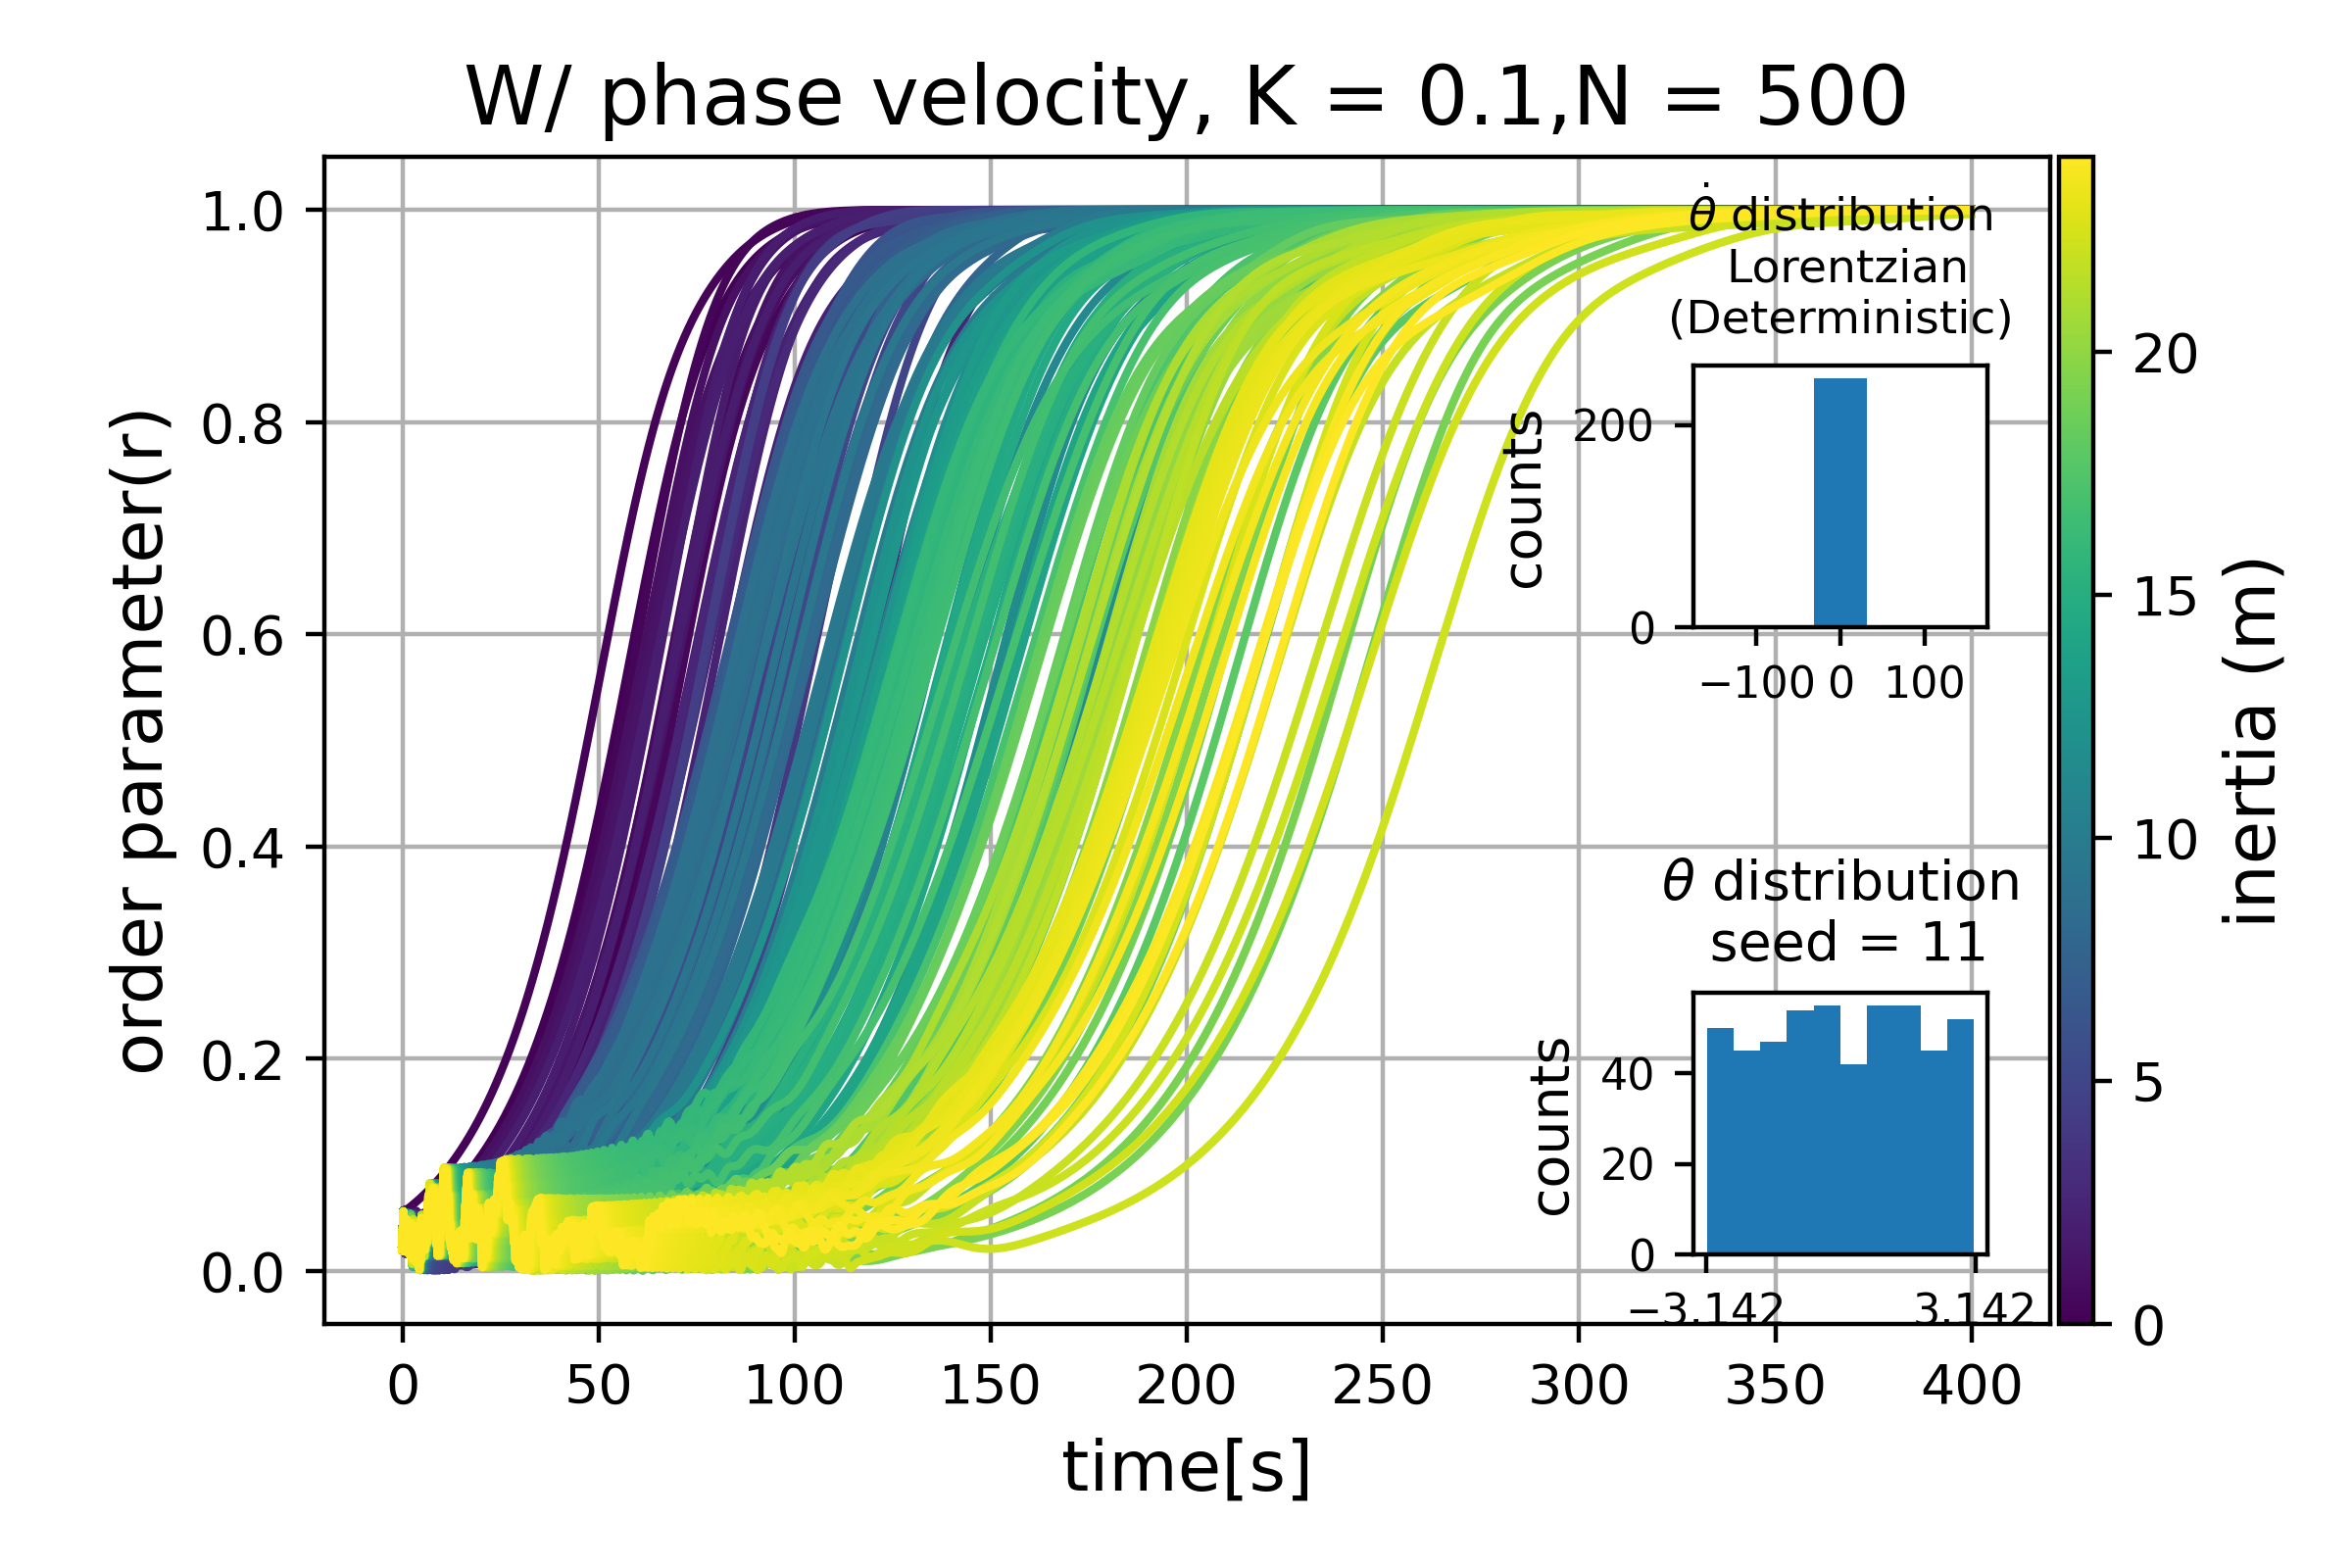 W/ phase velocity, K = 0.1,N = 500
order parameter(r)
1.0
0.8
0.6
0.4
0.2
0.0
0 50 100 150 200 250 300 350 400
time[s]
θ̇ distribution
Lorentzian
(Deterministic)
counts
200
0
−100 0 100
θ distribution
seed = 11
counts
40
20
0
−3.142 3.142
20
15
10
5
0
inertia (m)